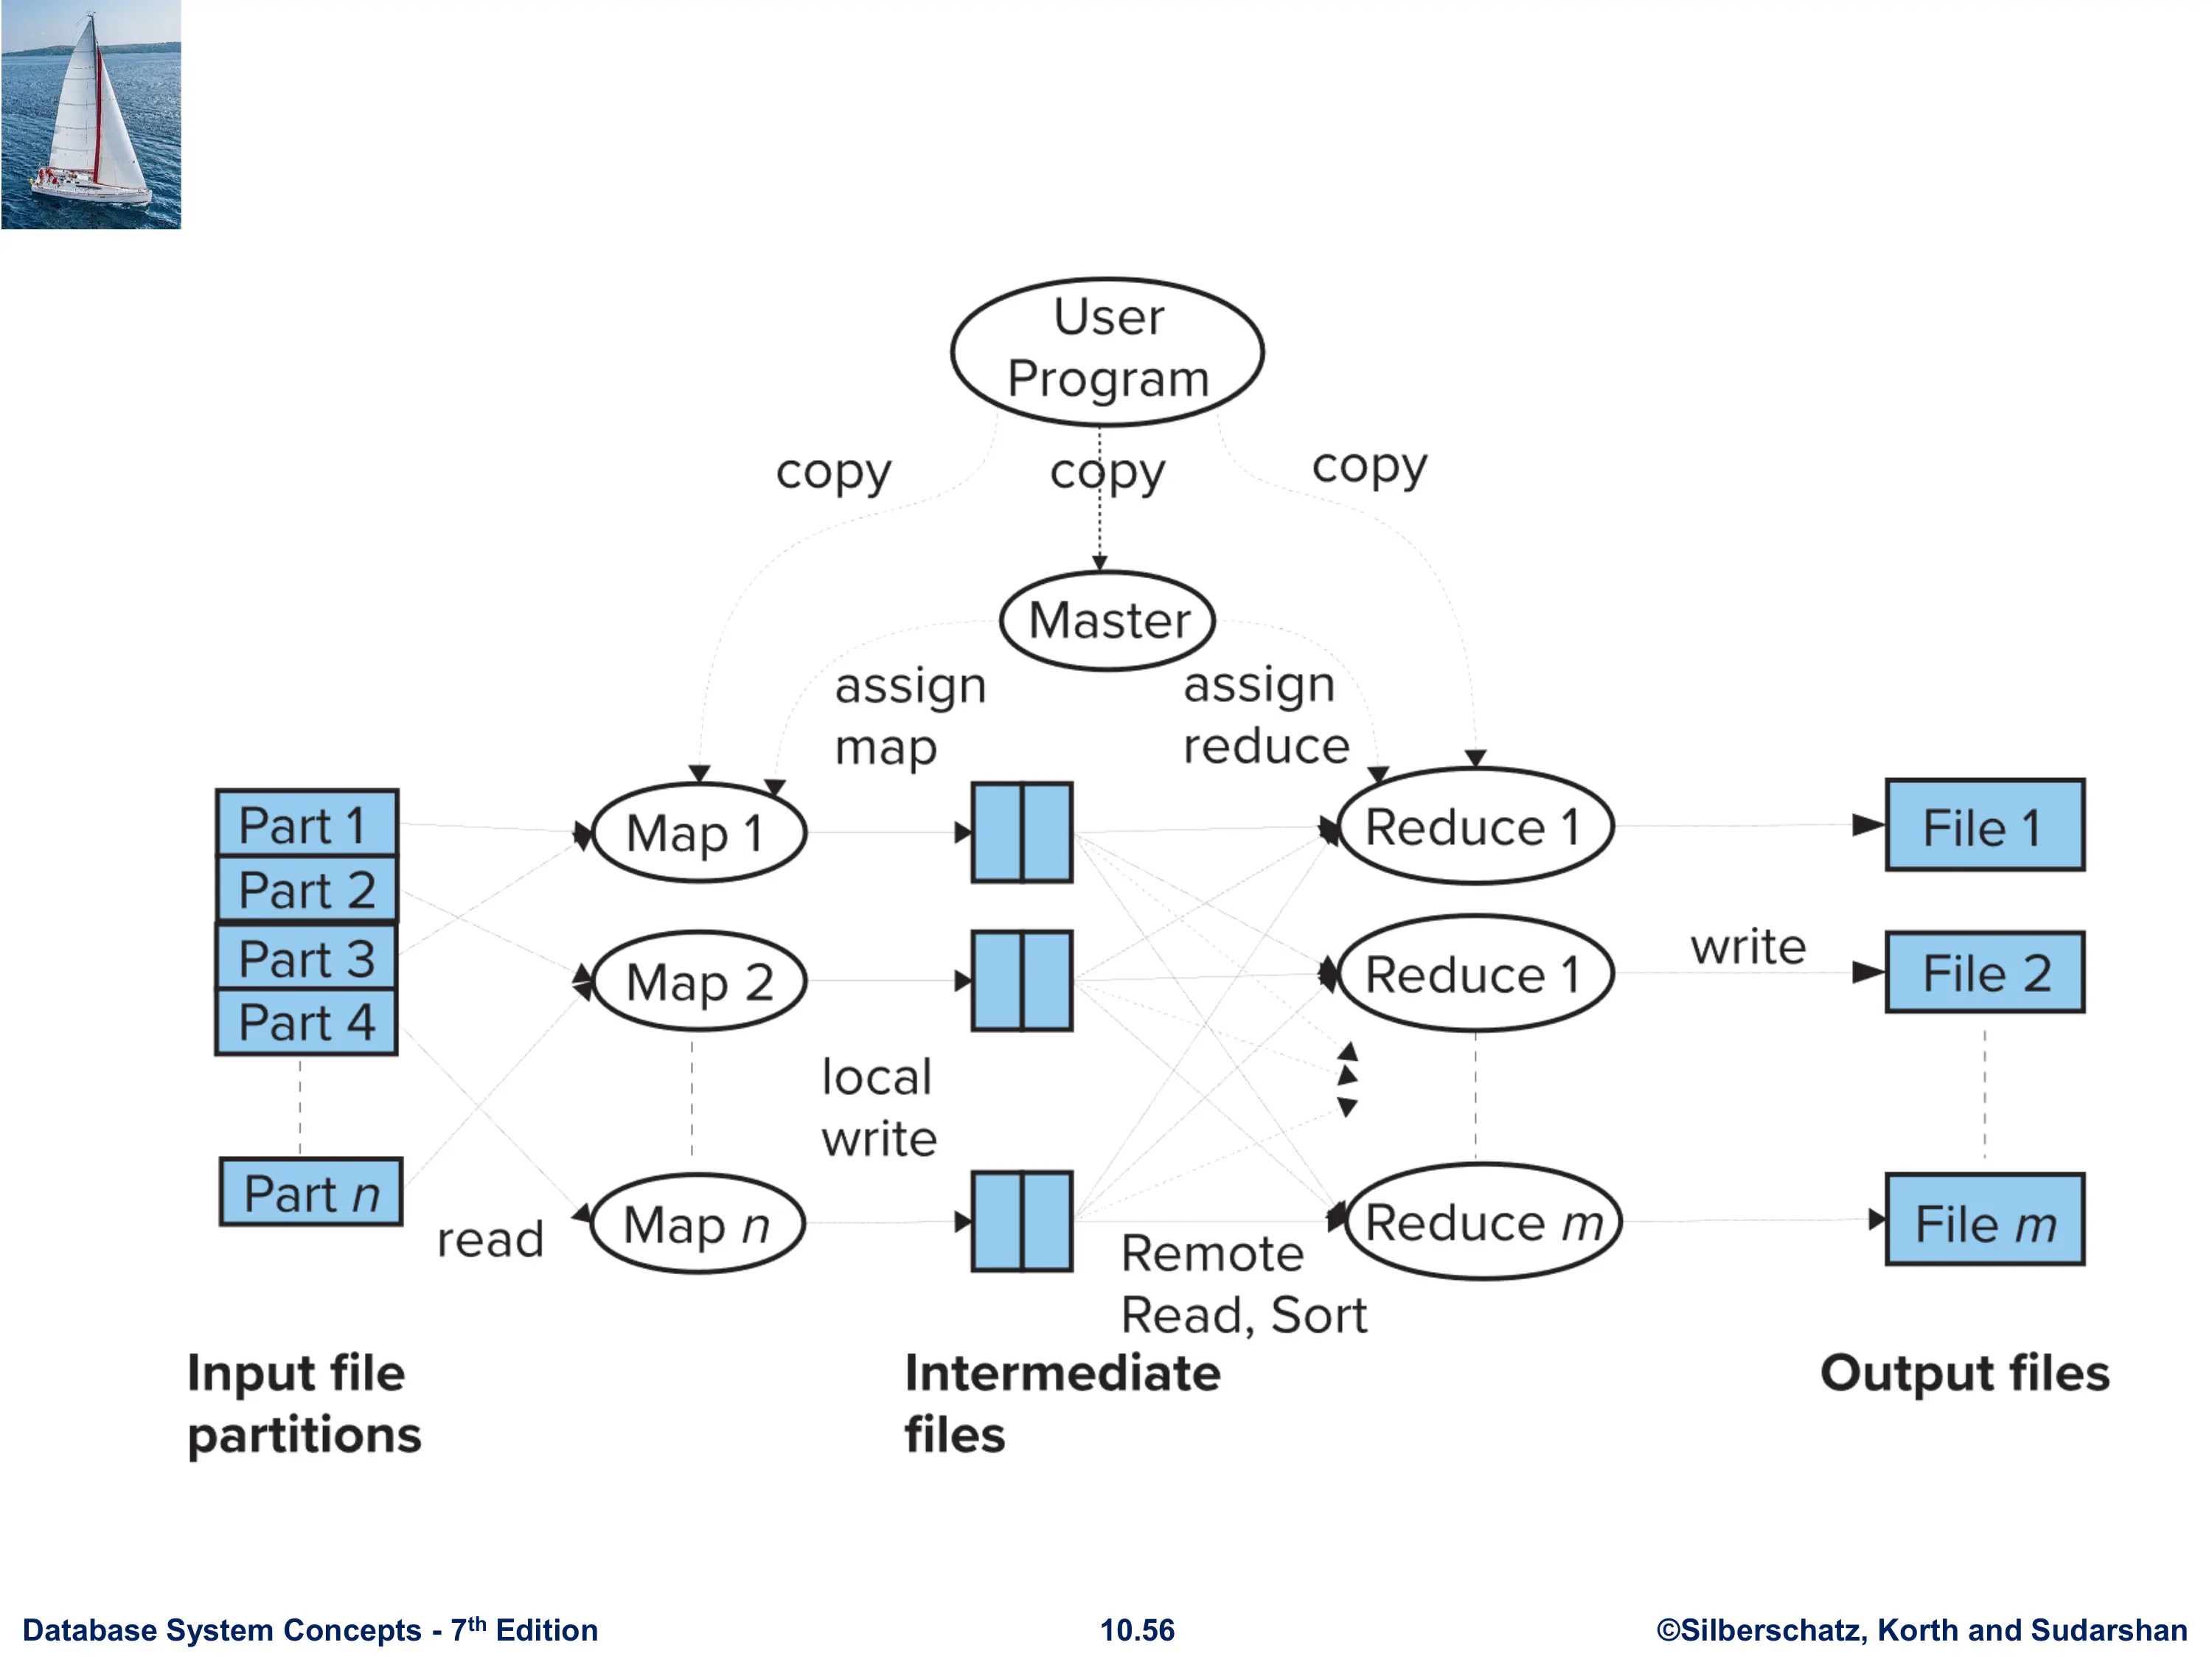 User
Program
copy
copy
copy
Master
assign
map
assign
reduce
Part 1
Part 2
Part 3
Part 4
Part n
read
Map 1
Map 2
Map n
local
write
Reduce 1
Reduce 1
Reduce m
Remote
Read, Sort
write
File 1
File 2
File m
Input file
partitions
Intermediate
files
Output files
Database System Concepts - 7th Edition
10.56
©Silberschatz, Korth and Sudarshan